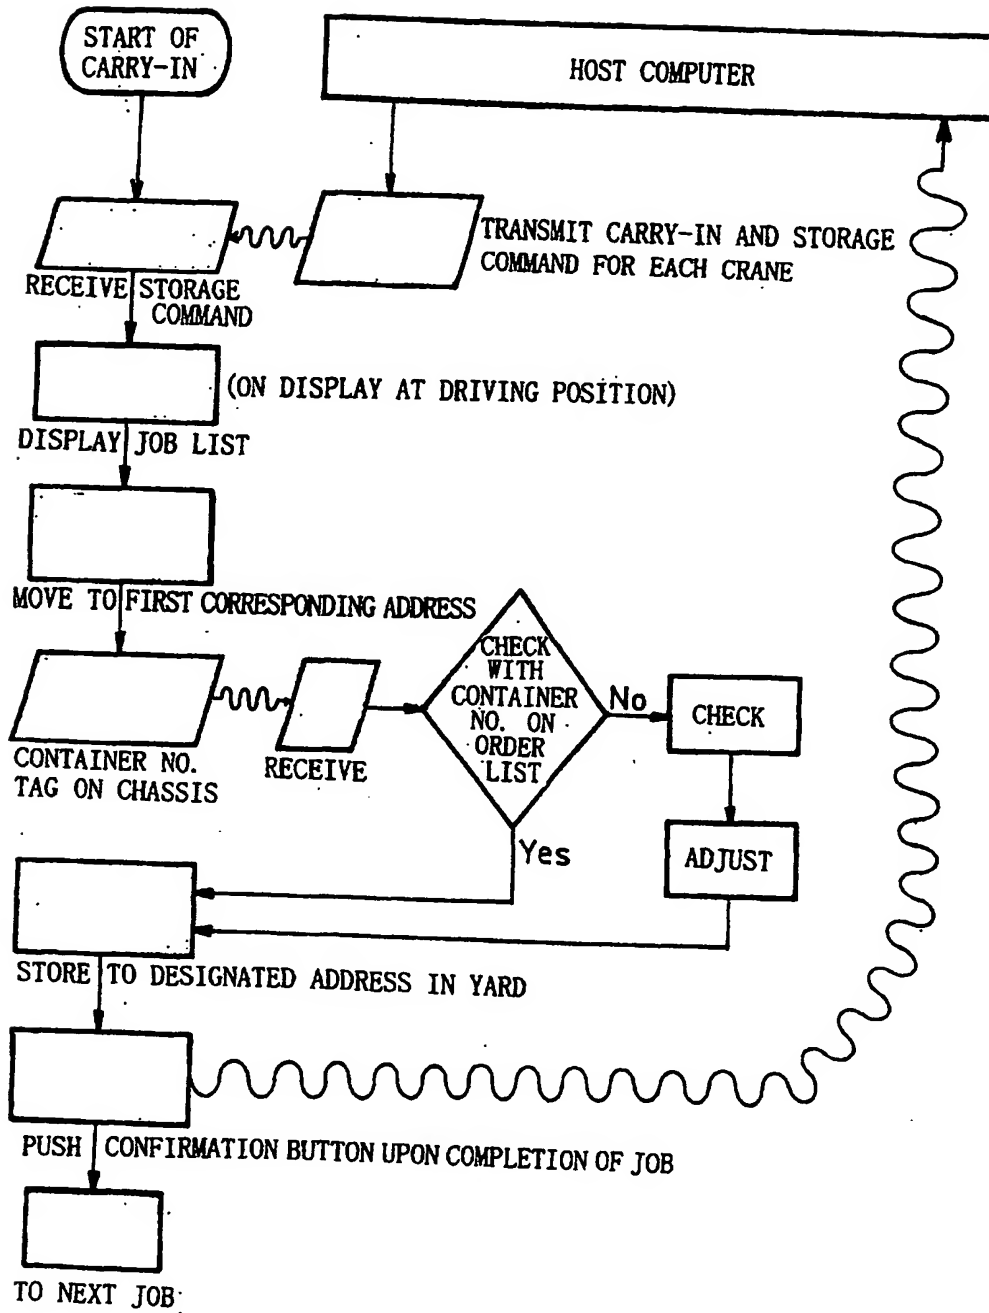 START OF
CARRY-IN
HOST COMPUTER
TRANSMIT CARRY-IN AND STORAGE
COMMAND FOR EACH CRANE
RECEIVE STORAGE
COMMAND
(ON DISPLAY AT DRIVING POSITION)
DISPLAY JOB LIST
MOVE TO FIRST CORRESPONDING ADDRESS
CONTAINER NO.
TAG ON CHASSIS
RECEIVE
CHECK
WITH
CONTAINER
NO. ON
ORDER
LIST
No
CHECK
Yes
ADJUST
STORE TO DESIGNATED ADDRESS IN YARD
PUSH CONFIRMATION BUTTON UPON COMPLETION OF JOB
TO NEXT JOB